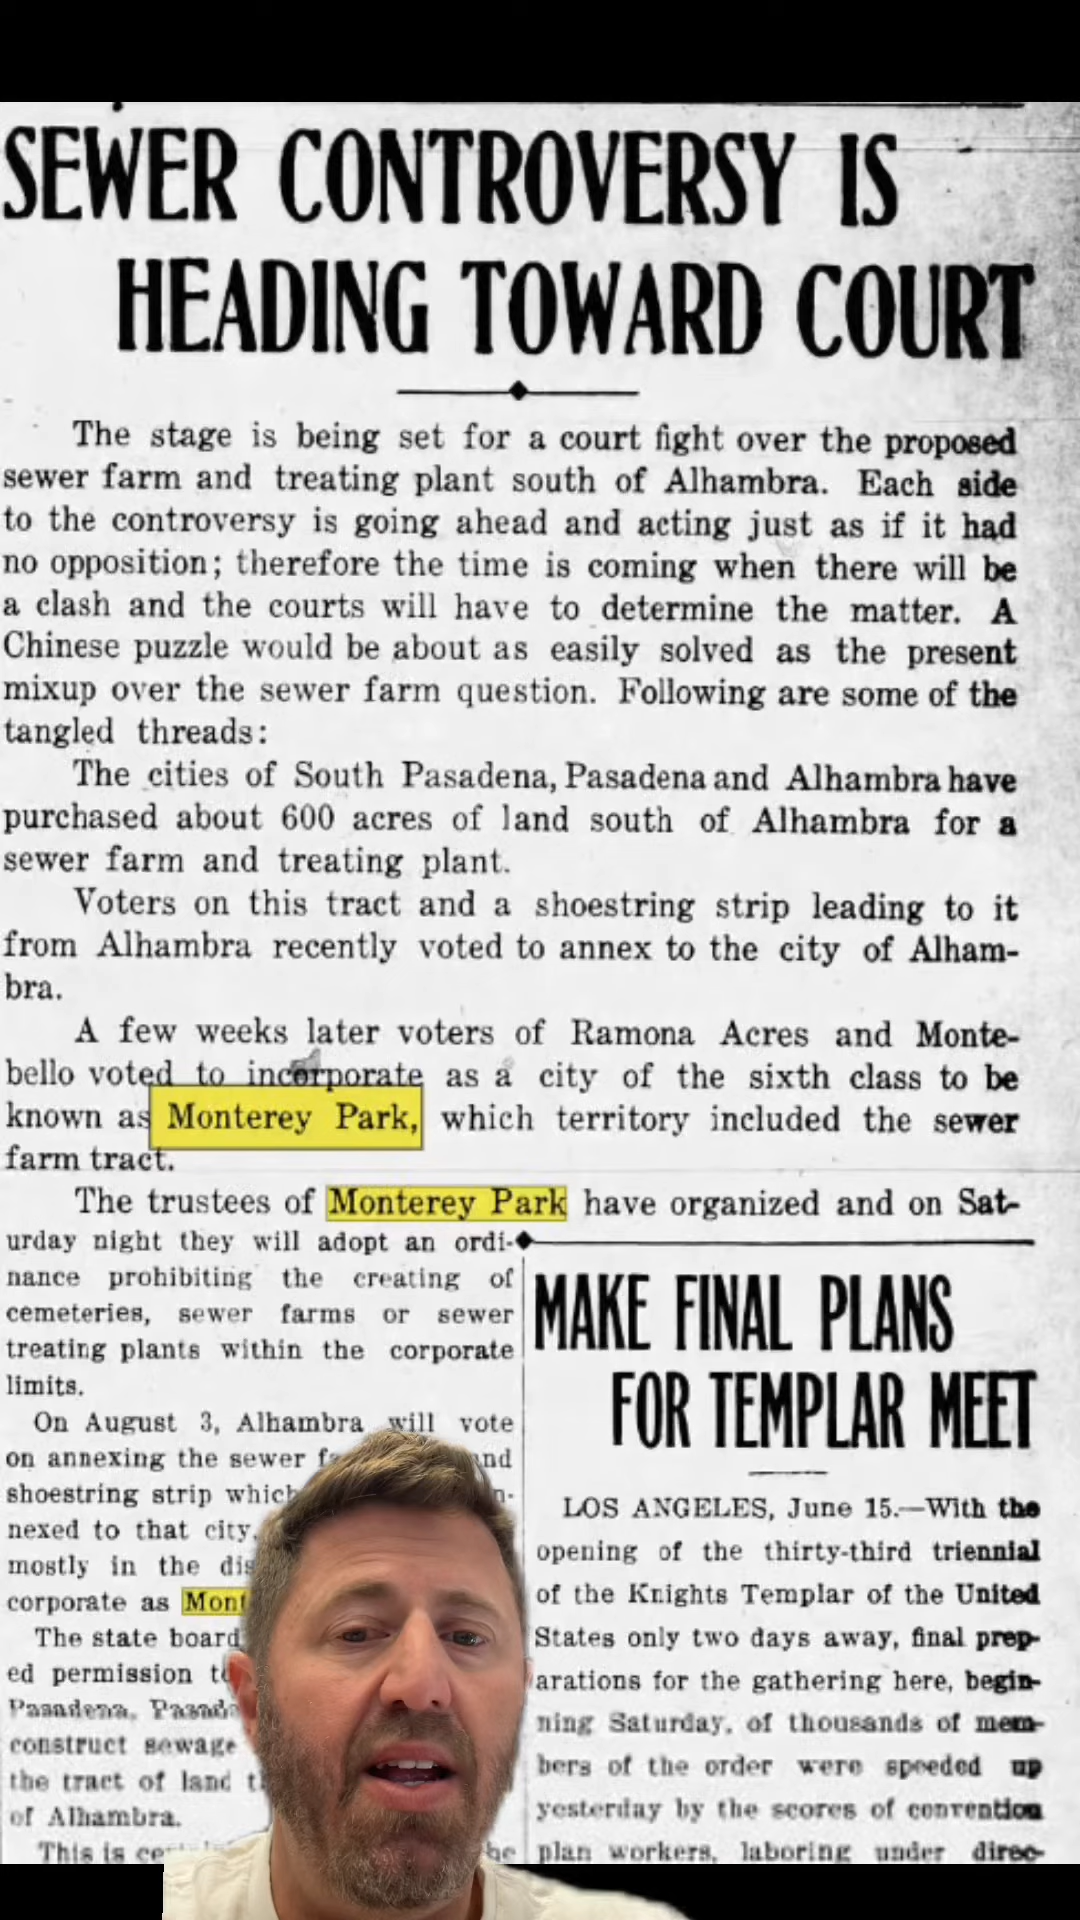 SEWER CONTROVERSY IS
HEADING TOWARD COURT
The stage is being set for a court fight over the proposed
sewer farm and treating plant south of Alhambra. Each side
to the controversy is going ahead and acting just as if it had
no opposition; therefore the time is coming when there will be
a clash and the courts will have to determine the matter. A
Chinese puzzle would be about as easily solved as the present
mixup over the sewer farm question. Following are some of the
tangled threads:
The cities of South Pasadena, Pasadena and Alhambra have
purchased about 600 acres of land south of Alhambra for a
sewer farm and treating plant.
Voters on this tract and a shoestring strip leading to it
from Alhambra recently voted to annex to the city of Alham-
bra.
A few weeks later voters of Ramona Acres and Monte-
bello voted to incorporate as a city of the sixth class to be
known as Monterey Park, which territory included the sewer
farm tract.
The trustees of Monterey Park have organized and on Sat-
urday night they will adopt an ordi-
nance prohibiting the creating of
cemeteries, sewer farms or sewer
treating plants within the corporate
limits.
On August 3, Alhambra will vote
on annexing the sewer
shoestring strip
nexed to that city.
mostly in the
corporate as
The state board
ed permission
Pasadena,
construct sewage
the tract of land
of Alhambra.
This is
MAKE FINAL PLANS
FOR TEMPLAR MEET
LOS ANGELES, June 15.—With the
opening of the thirty-third triennial
of the Knights Templar of the United
States only two days away, final prep-
arations for the gathering here, begin-
ning Saturday, of thousands of mem-
bers of the order were speeded up
yesterday by the scores of convention
plan workers, laboring under direc-